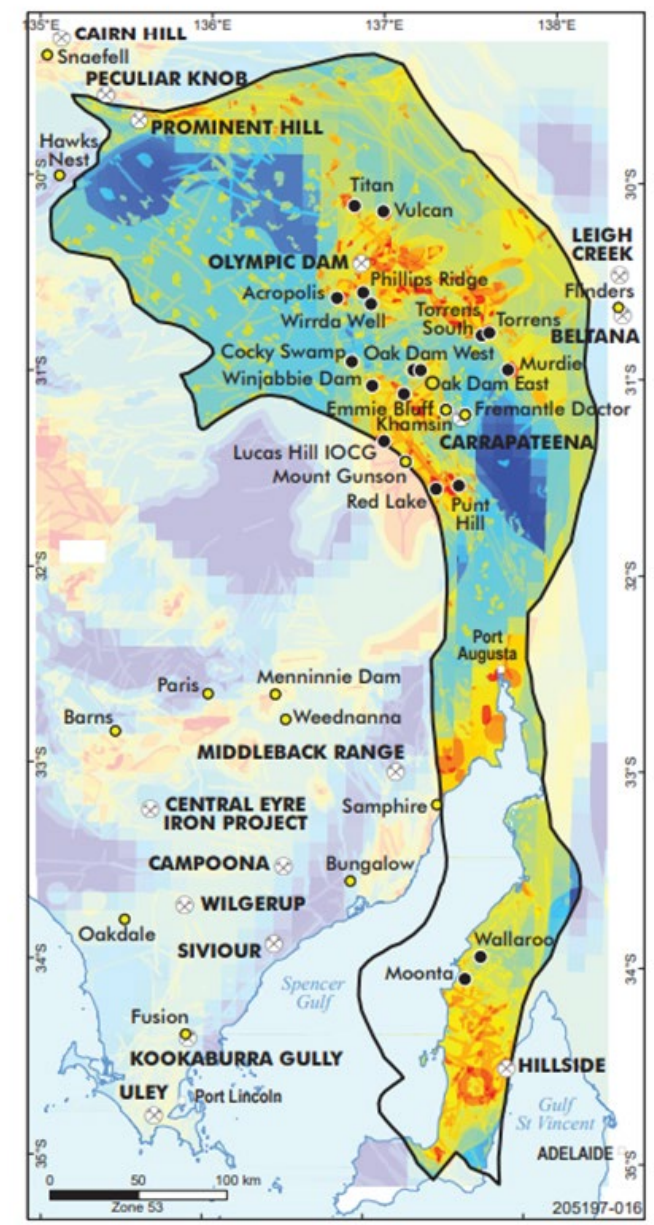 135°E 136°E 137°E 138°E
CAIRN HILL
Snaefell
PECULIAR KNOB
PROMINENT HILL
Hawks
Nest
30°S
30°S
Titan
Vulcan
LEIGH
CREEK
OLYMPIC DAM
Phillips Ridge
Flinders
Acropolis
Wirrda Well
Torrens
South
Torrens
BELTANA
Cocky Swamp
Oak Dam West
Murdie
31°S
31°S
Winjabbie Dam
Oak Dam East
Emmie Bluff
Fremantle Doctor
Khamsin
CARRAPATEENA
Lucas Hill IOCG
Mount Gunson
Red Lake
Punt
Hill
32°S
32°S
Port
Augusta
Paris
Menninnie Dam
Barns
Weednanna
MIDDLEBACK RANGE
33°S
33°S
CENTRAL EYRE
IRON PROJECT
Samphire
CAMPOONA
Bungalow
WILGERUP
Oakdale
SIVIOUR
Wallaroo
34°S
34°S
Moonta
Spencer
Gulf
Fusion
KOOKABURRA GULLY
HILLSIDE
ULEY
Port Lincoln
Gulf
St Vincent
ADELAIDE
35°S
35°S
0 50 100 km
Zone 53
205197-016